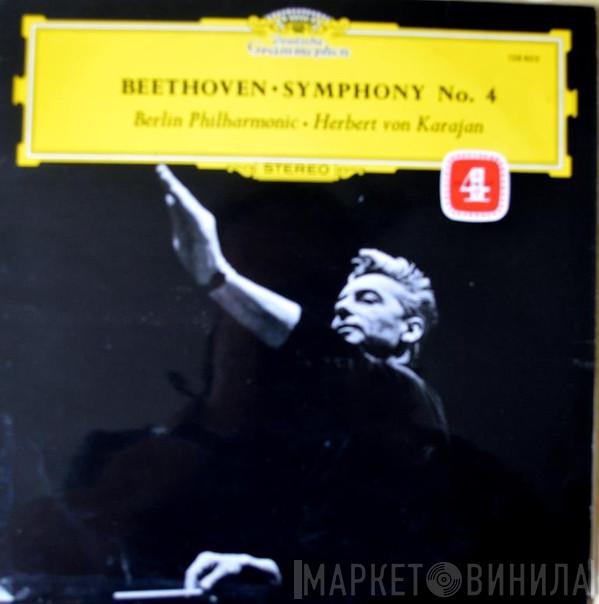 Deutsche
Grammophon
BEETHOVEN · SYMPHONY No. 4
Berlin Philharmonic · Herbert von Karajan
STEREO
4
МАРКЕТ ВИНИЛА